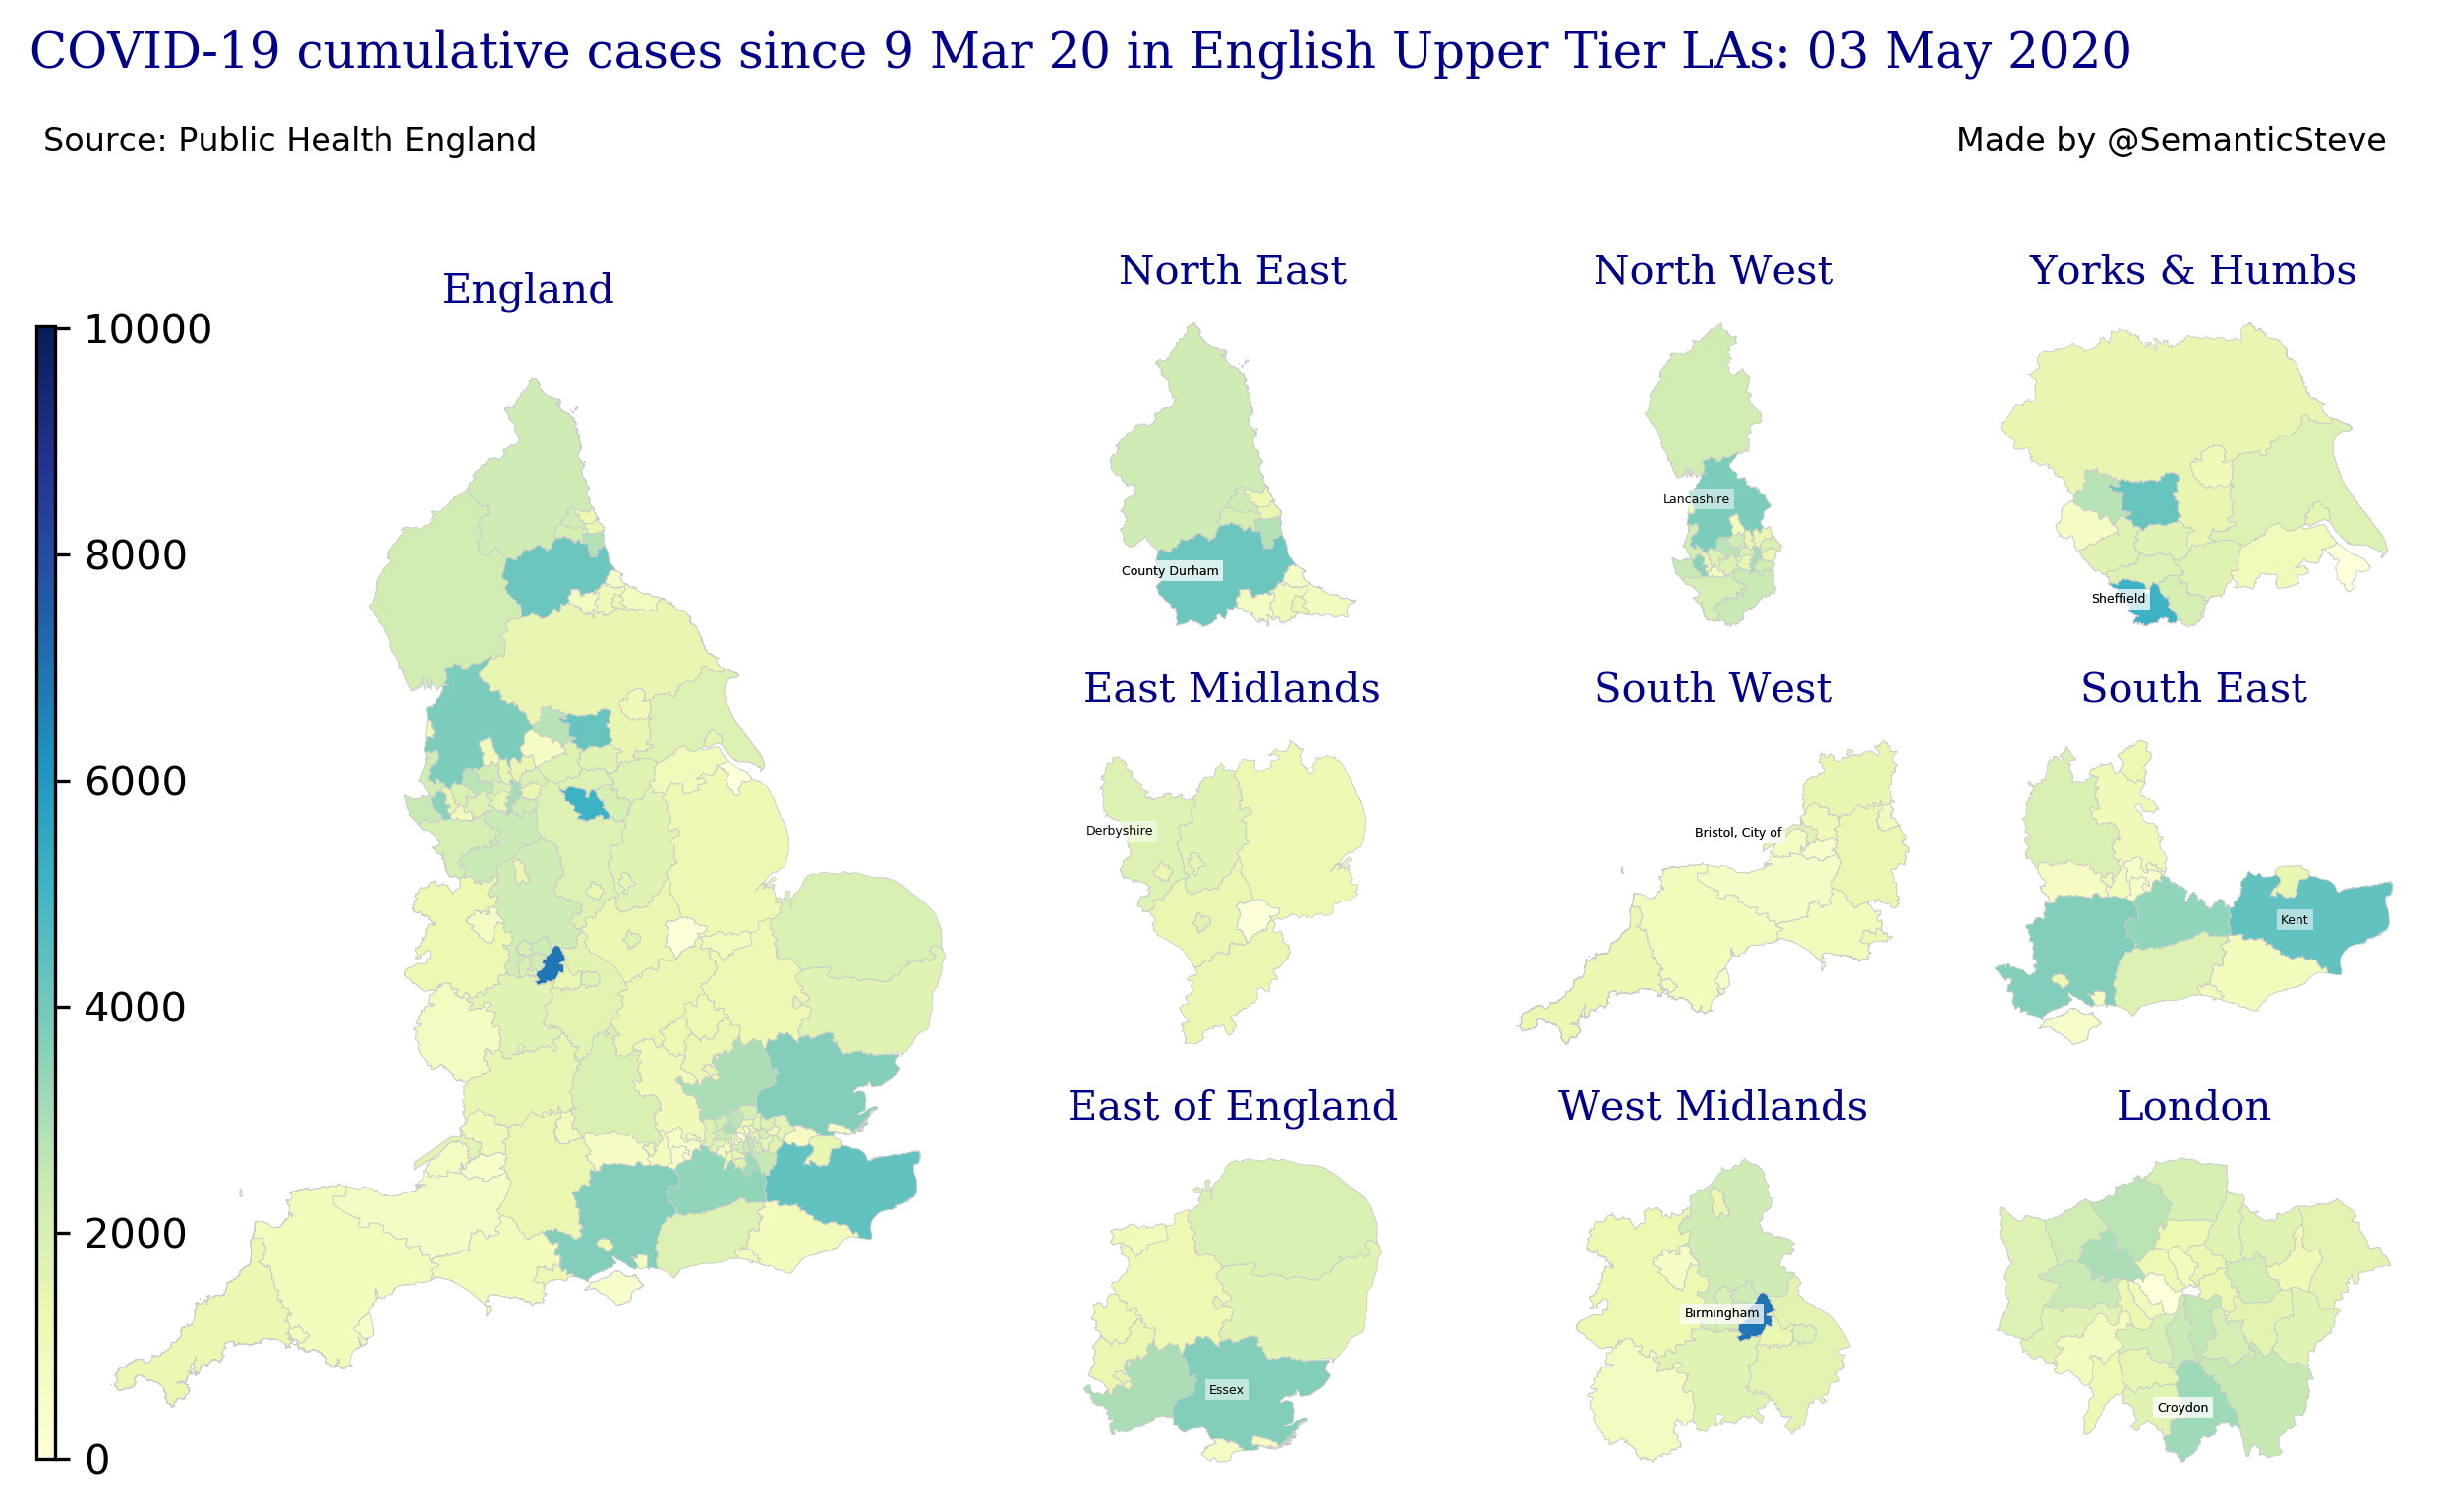 COVID-19 cumulative cases since 9 Mar 20 in English Upper Tier LAs: 03 May 2020
Source: Public Health England
Made by @SemanticSteve
England
10000
8000
6000
4000
2000
0
North East
County Durham
North West
Lancashire
Yorks & Humbs
Sheffield
East Midlands
Derbyshire
South West
Bristol, City of
South East
Kent
East of England
Essex
West Midlands
Birmingham
London
Croydon